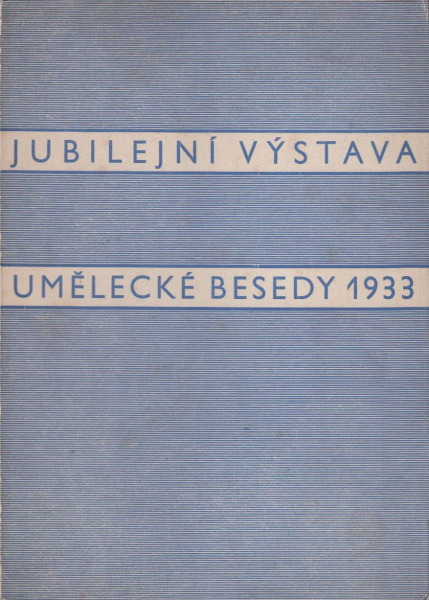 JUBILEJNÍ VÝSTAVA
UMĚLECKÉ BESEDY 1933